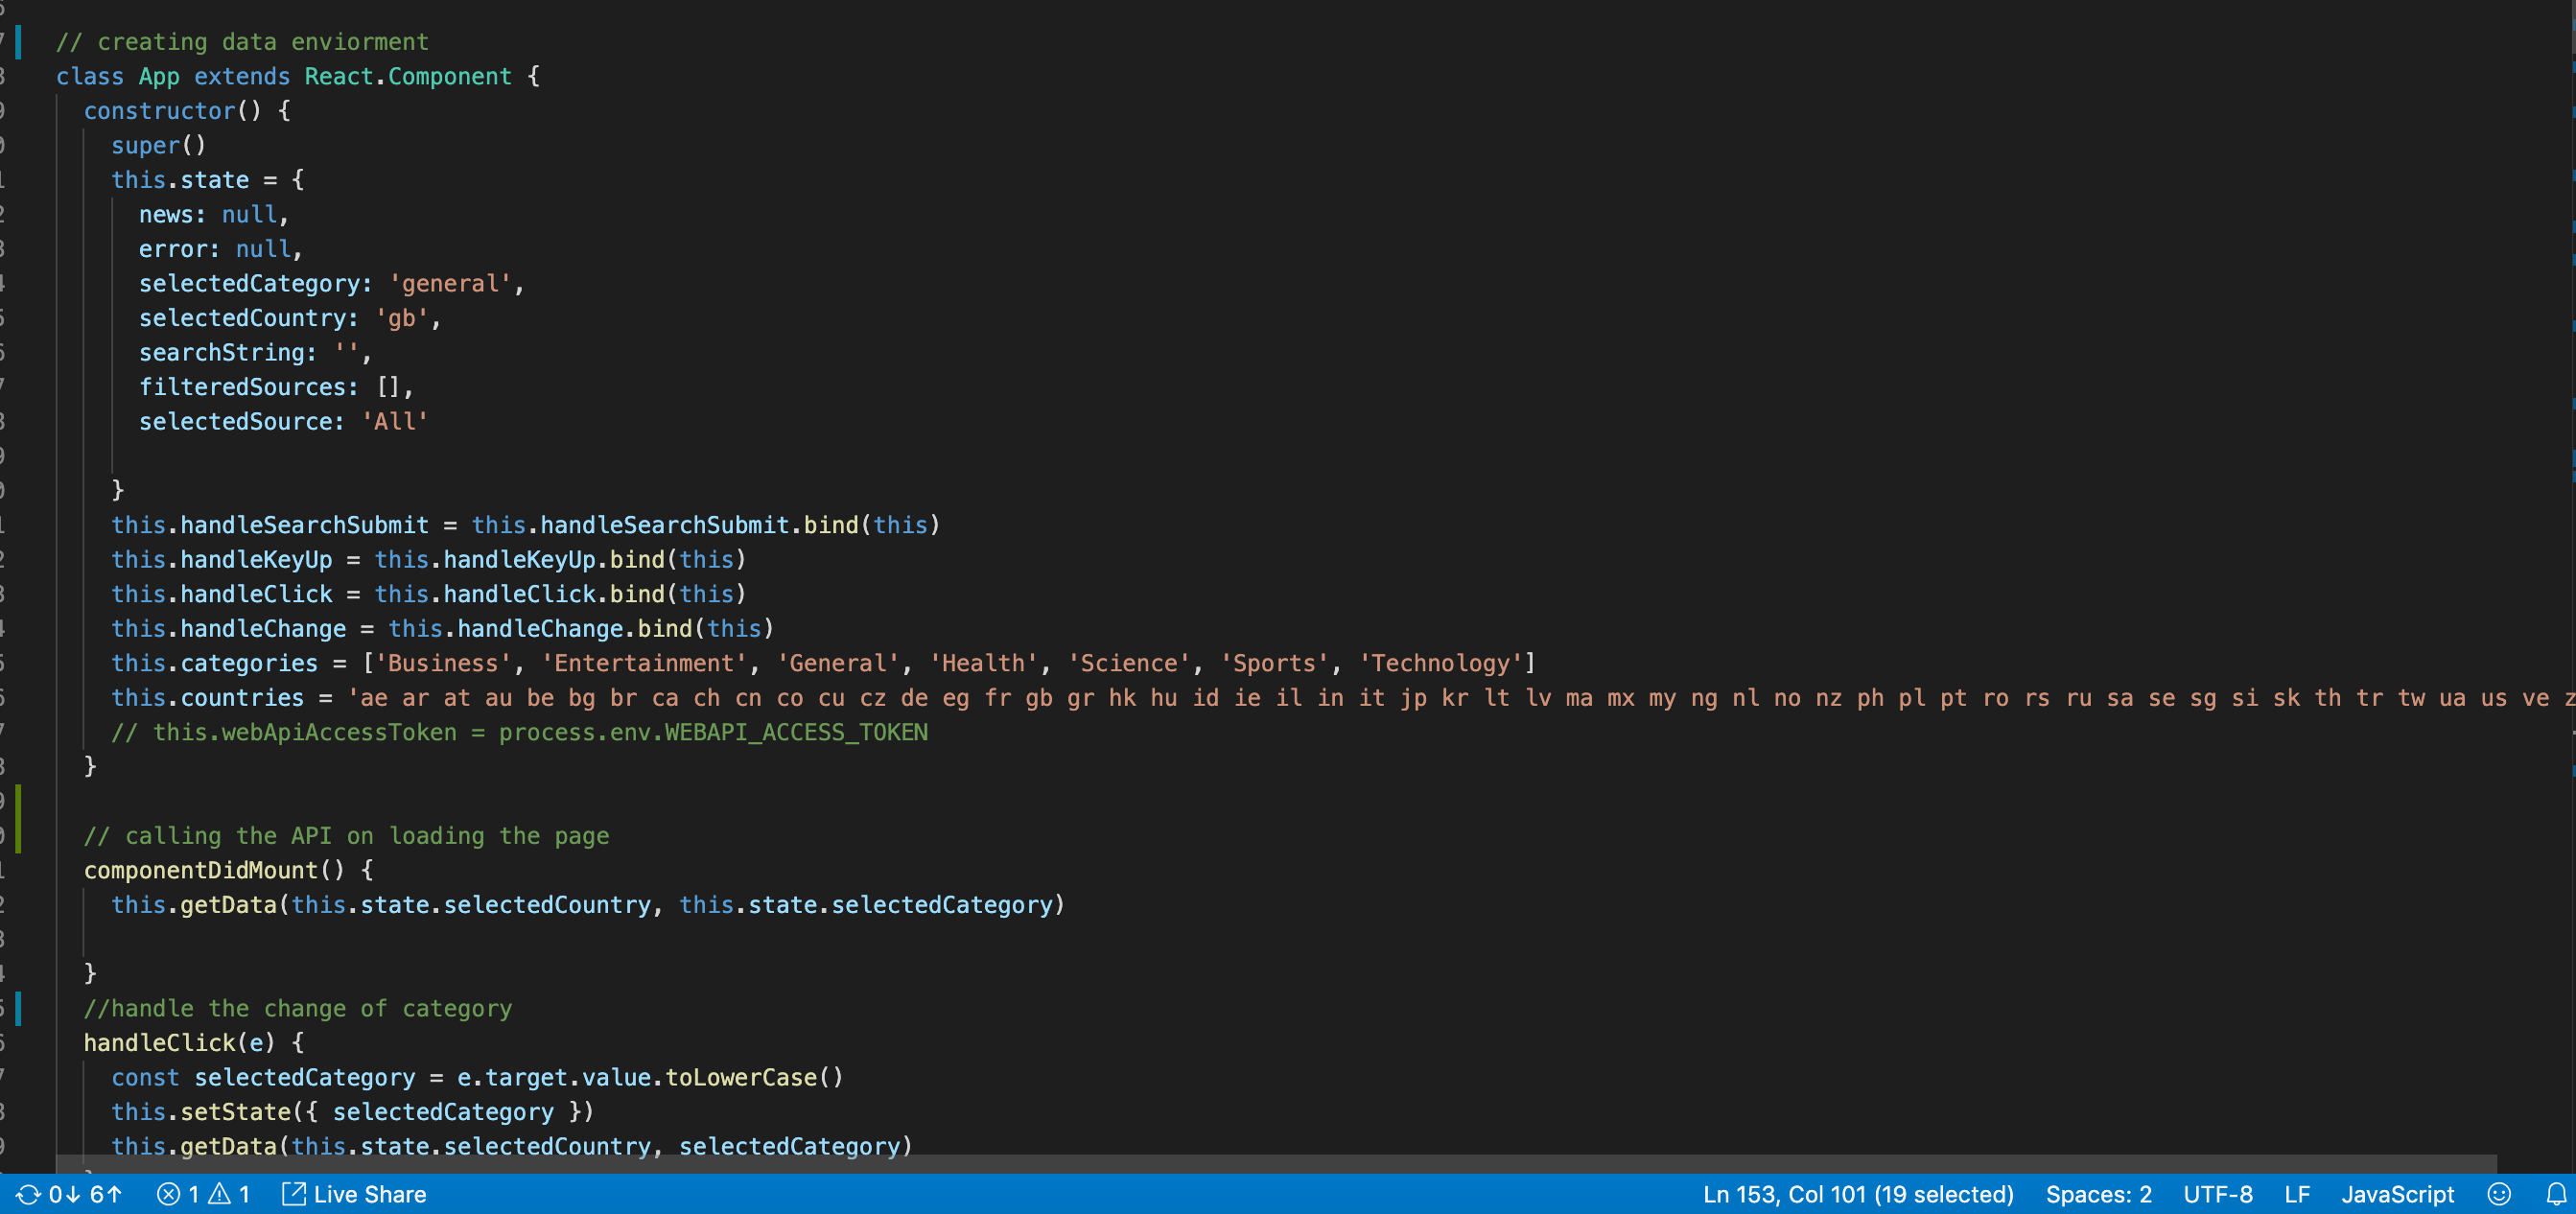 // creating data enviorment
class App extends React.Component {
constructor() {
super()
this.state = {
news: null,
error: null,
selectedCategory: 'general',
selectedCountry: 'gb',
searchString: '',
filteredSources: [],
selectedSource: 'All'
}
this.handleSearchSubmit = this.handleSearchSubmit.bind(this)
this.handleKeyUp = this.handleKeyUp.bind(this)
this.handleClick = this.handleClick.bind(this)
this.handleChange = this.handleChange.bind(this)
this.categories = ['Business', 'Entertainment', 'General', 'Health', 'Science', 'Sports', 'Technology']
this.countries = 'ae ar at au be bg br ca ch cn co cu cz de eg fr gb gr hk hu id ie il in it jp kr lt lv ma mx my ng nl no nz ph pl pt ro rs ru sa se sg si sk th tr tw ua us ve
// this.webApiAccessToken = process.env.WEBAPI_ACCESS_TOKEN
}
// calling the API on loading the page
componentDidMount() {
this.getData(this.state.selectedCountry, this.state.selectedCategory)
}
//handle the change of category
handleClick(e) {
const selectedCategory = e.target.value.toLowerCase()
this.setState({ selectedCategory })
this.getData(this.state.selectedCountry, selectedCategory)
0↓ 6↑ 1 1 Live Share Ln 153, Col 101 (19 selected) Spaces: 2 UTF-8 LF JavaScript